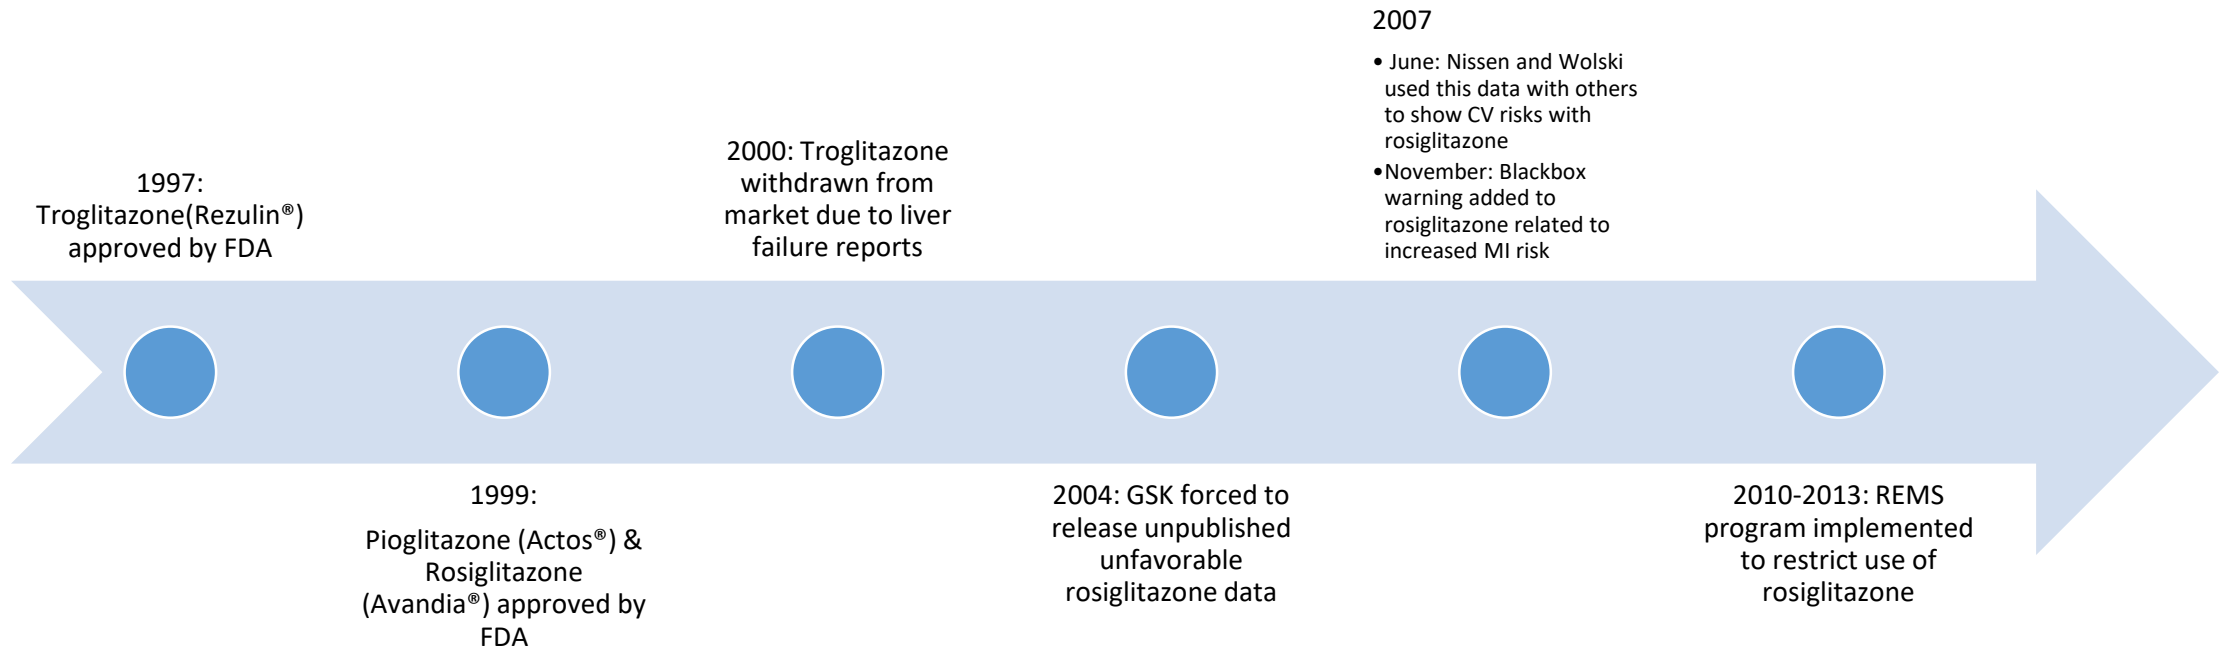 1997:
Troglitazone(Rezulin®)
approved by FDA
1999:
Pioglitazone (Actos®) &
Rosiglitazone
(Avandia®) approved by
FDA
2000: Troglitazone
withdrawn from
market due to liver
failure reports
2004: GSK forced to
release unpublished
unfavorable
rosiglitazone data
2007
• June: Nissen and Wolski
used this data with others
to show CV risks with
rosiglitazone
•November: Blackbox
warning added to
rosiglitazone related to
increased MI risk
2010-2013: REMS
program implemented
to restrict use of
rosiglitazone